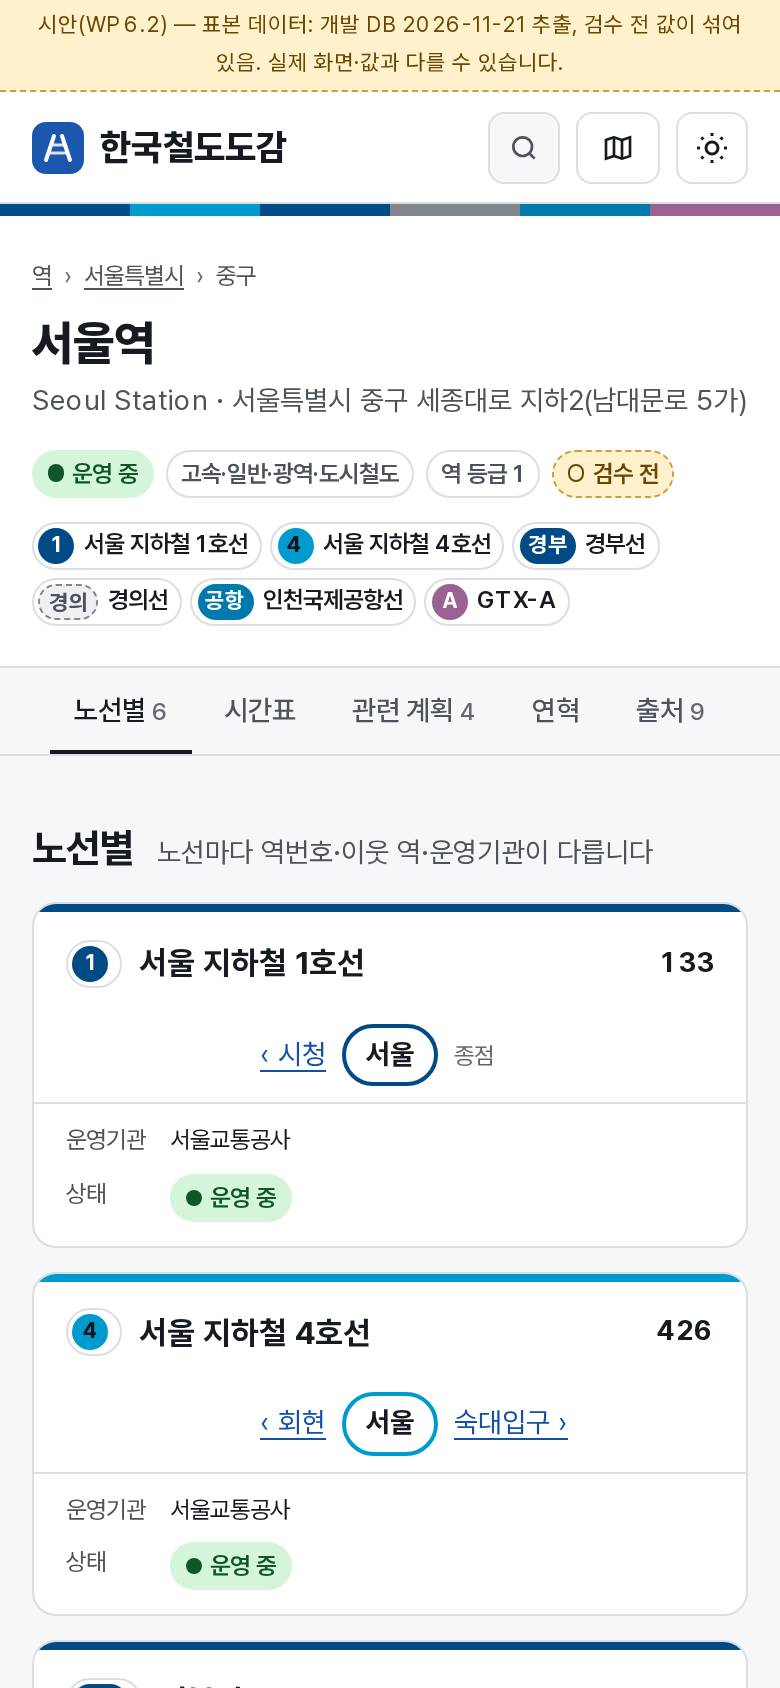 시안(WP6.2) — 표본 데이터: 개발 DB 2026-11-21 추출, 검수 전 값이 섞여
있음. 실제 화면·값과 다를 수 있습니다.
한국철도도감
역 › 서울특별시 › 중구
서울역
Seoul Station · 서울특별시 중구 세종대로 지하2(남대문로 5가)
운영 중 고속·일반·광역·도시철도 역 등급 1 검수 전
1 서울 지하철 1호선 4 서울 지하철 4호선 경부 경부선
경의 경의선 공항 인천국제공항선 A GTX-A
노선별 6 시간표 관련 계획 4 연혁 출처 9
노선별 노선마다 역번호·이웃 역·운영기관이 다릅니다
1 서울 지하철 1호선 133
‹ 시청 서울 종점
운영기관 서울교통공사
상태 운영 중
4 서울 지하철 4호선 426
‹ 회현 서울 숙대입구 ›
운영기관 서울교통공사
상태 운영 중